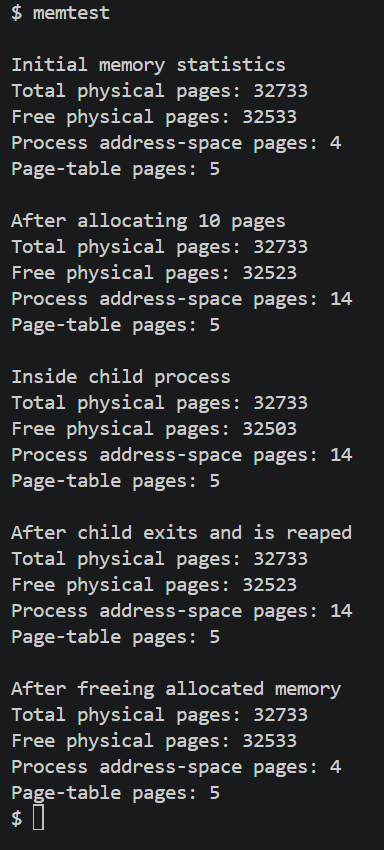 $ memtest
Initial memory statistics
Total physical pages: 32733
Free physical pages: 32533
Process address-space pages: 4
Page-table pages: 5
After allocating 10 pages
Total physical pages: 32733
Free physical pages: 32523
Process address-space pages: 14
Page-table pages: 5
Inside child process
Total physical pages: 32733
Free physical pages: 32503
Process address-space pages: 14
Page-table pages: 5
After child exits and is reaped
Total physical pages: 32733
Free physical pages: 32523
Process address-space pages: 14
Page-table pages: 5
After freeing allocated memory
Total physical pages: 32733
Free physical pages: 32533
Process address-space pages: 4
Page-table pages: 5
$